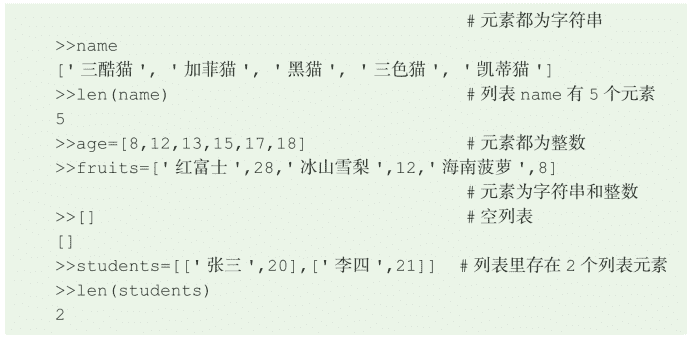 # 元素都为字符串
>>name
['三酷猫', '加菲猫', '黑猫', '三色猫', '凯蒂猫']
>>len(name) # 列表 name 有 5 个元素
5
>>age=[8,12,13,15,17,18] # 元素都为整数
>>fruits=['红富士',28,'冰山雪梨',12,'海南菠萝',8]
# 元素为字符串和整数
>>[] # 空列表
[]
>>students=[['张三',20],['李四',21]] # 列表里存在 2 个列表元素
>>len(students)
2